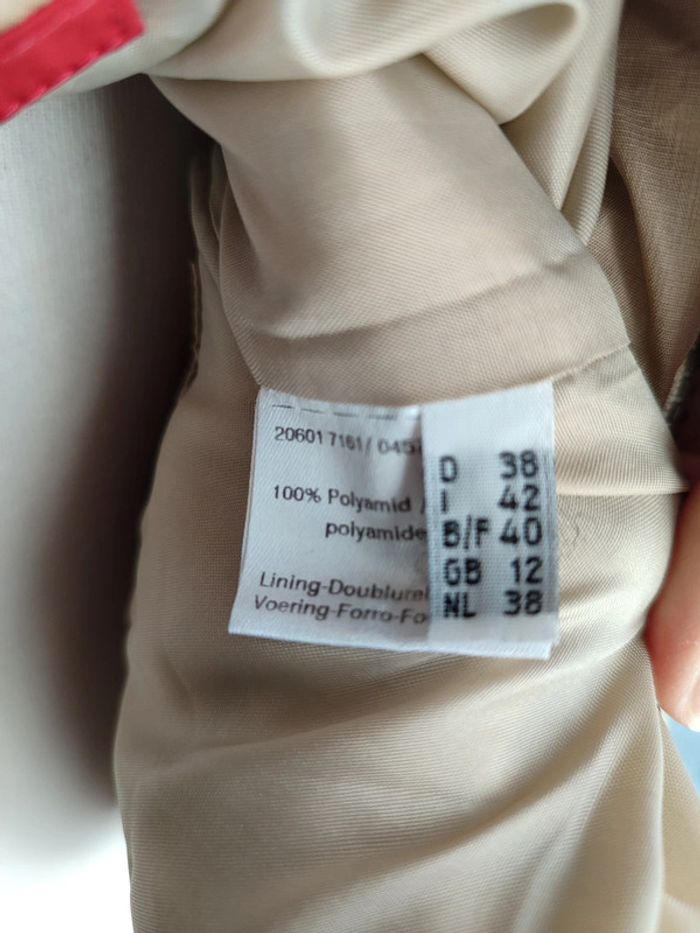 20601 7161/ 045
100% Polyamid /
polyamide
Lining-Doublure
Voering-Forro-Fo
D 38
I 42
B/F 40
GB 12
NL 38